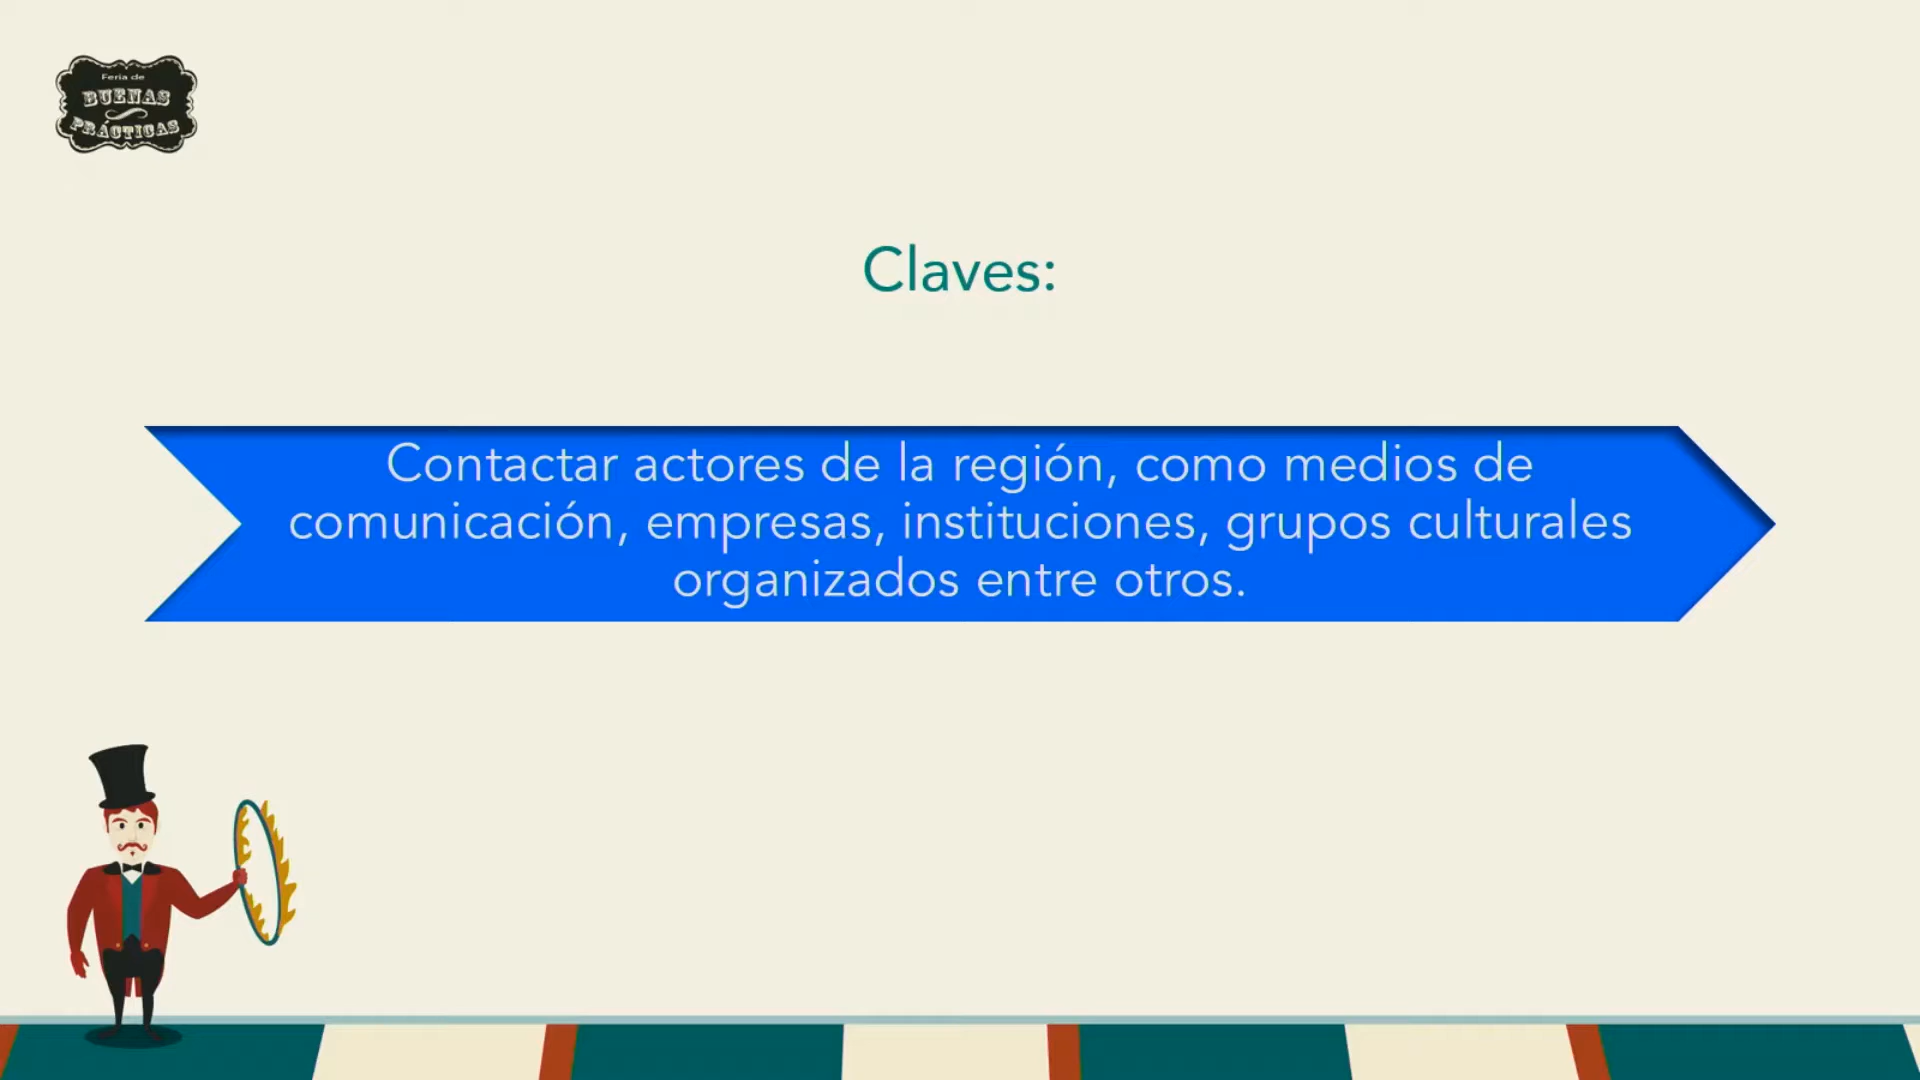 Feria de
BUENAS
PRÁCTICAS
Claves:
Contactar actores de la región, como medios de
comunicación, empresas, instituciones, grupos culturales
organizados entre otros.